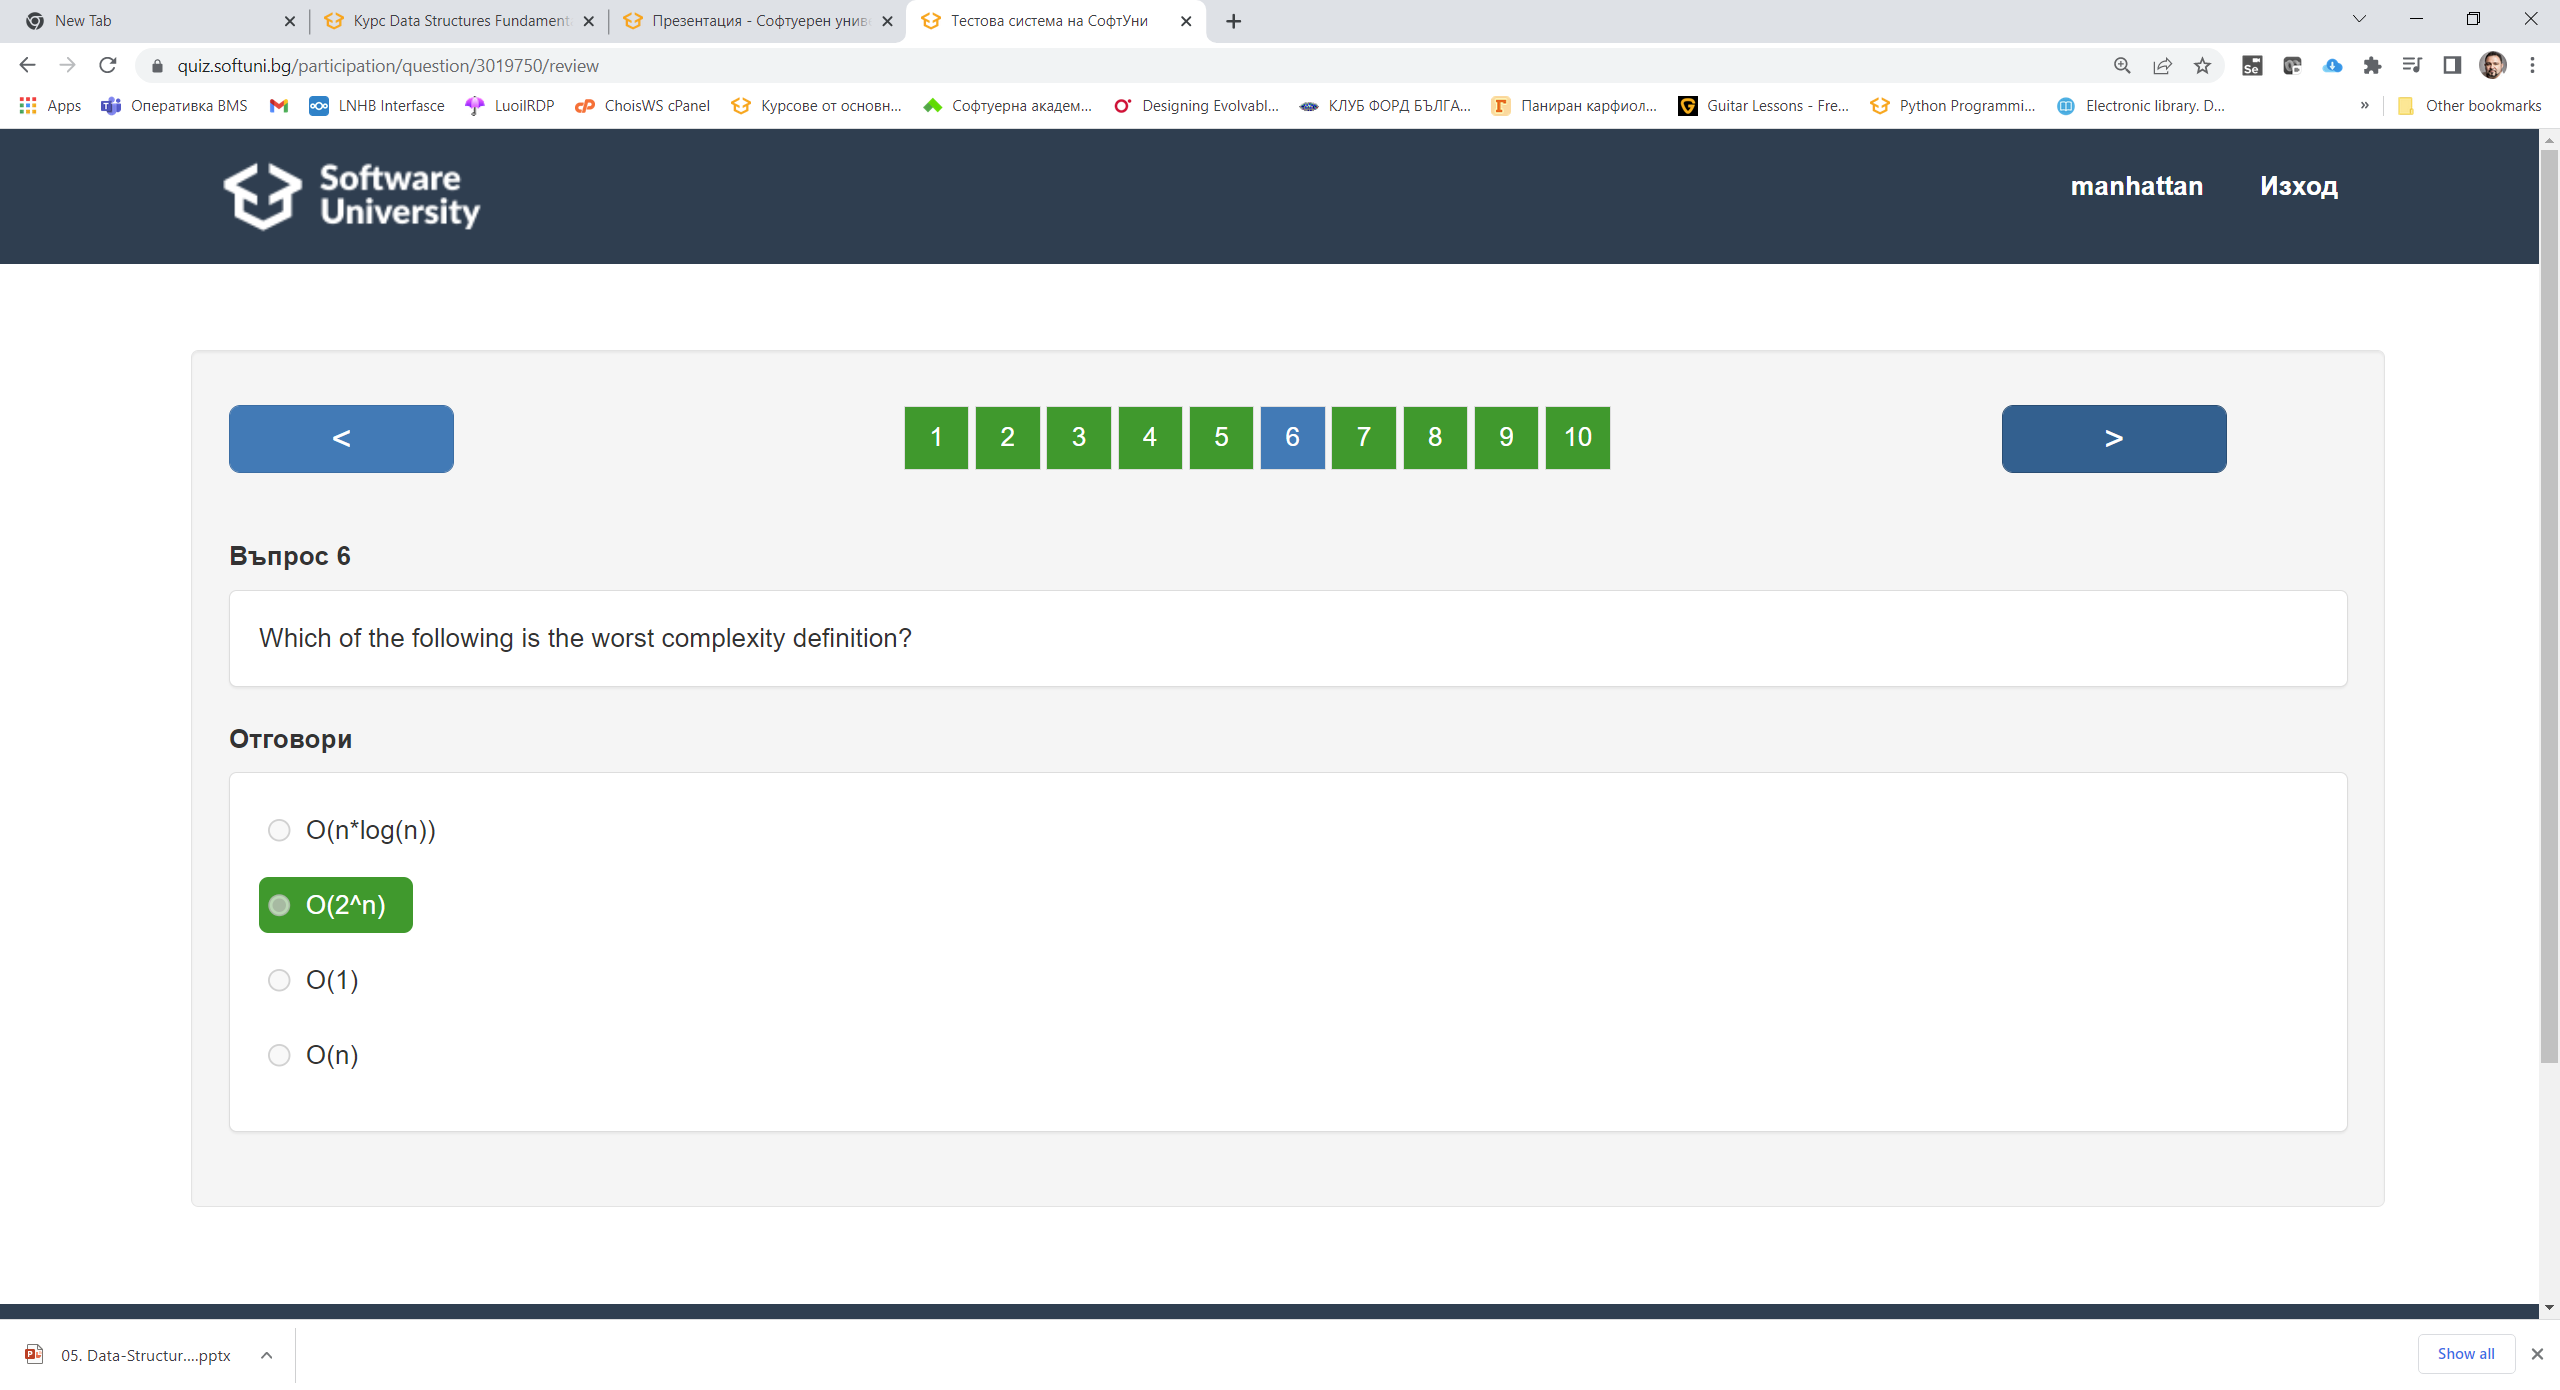 New Tab
Курс Data Structures Fundament
Презентация - Софтуерен унив
Тестова система на СофтУни
quiz.softuni.bg/participation/question/3019750/review
Apps
Оперативка BMS
LNHB Interfasce
LuoilRDP
ChoisWS cPanel
Курсове от основн...
Софтуерна академ...
Designing Evolvabl...
КЛУБ ФОРД БЪЛГА...
Паниран карфиол...
Guitar Lessons - Fre...
Python Programmi...
Electronic library. D...
»
Other bookmarks
Software
University
manhattan
Изход
<
1 2 3 4 5 6 7 8 9 10
>
Въпрос 6
Which of the following is the worst complexity definition?
Отговори
O(n*log(n))
O(2^n)
O(1)
O(n)
05. Data-Structur....pptx
Show all